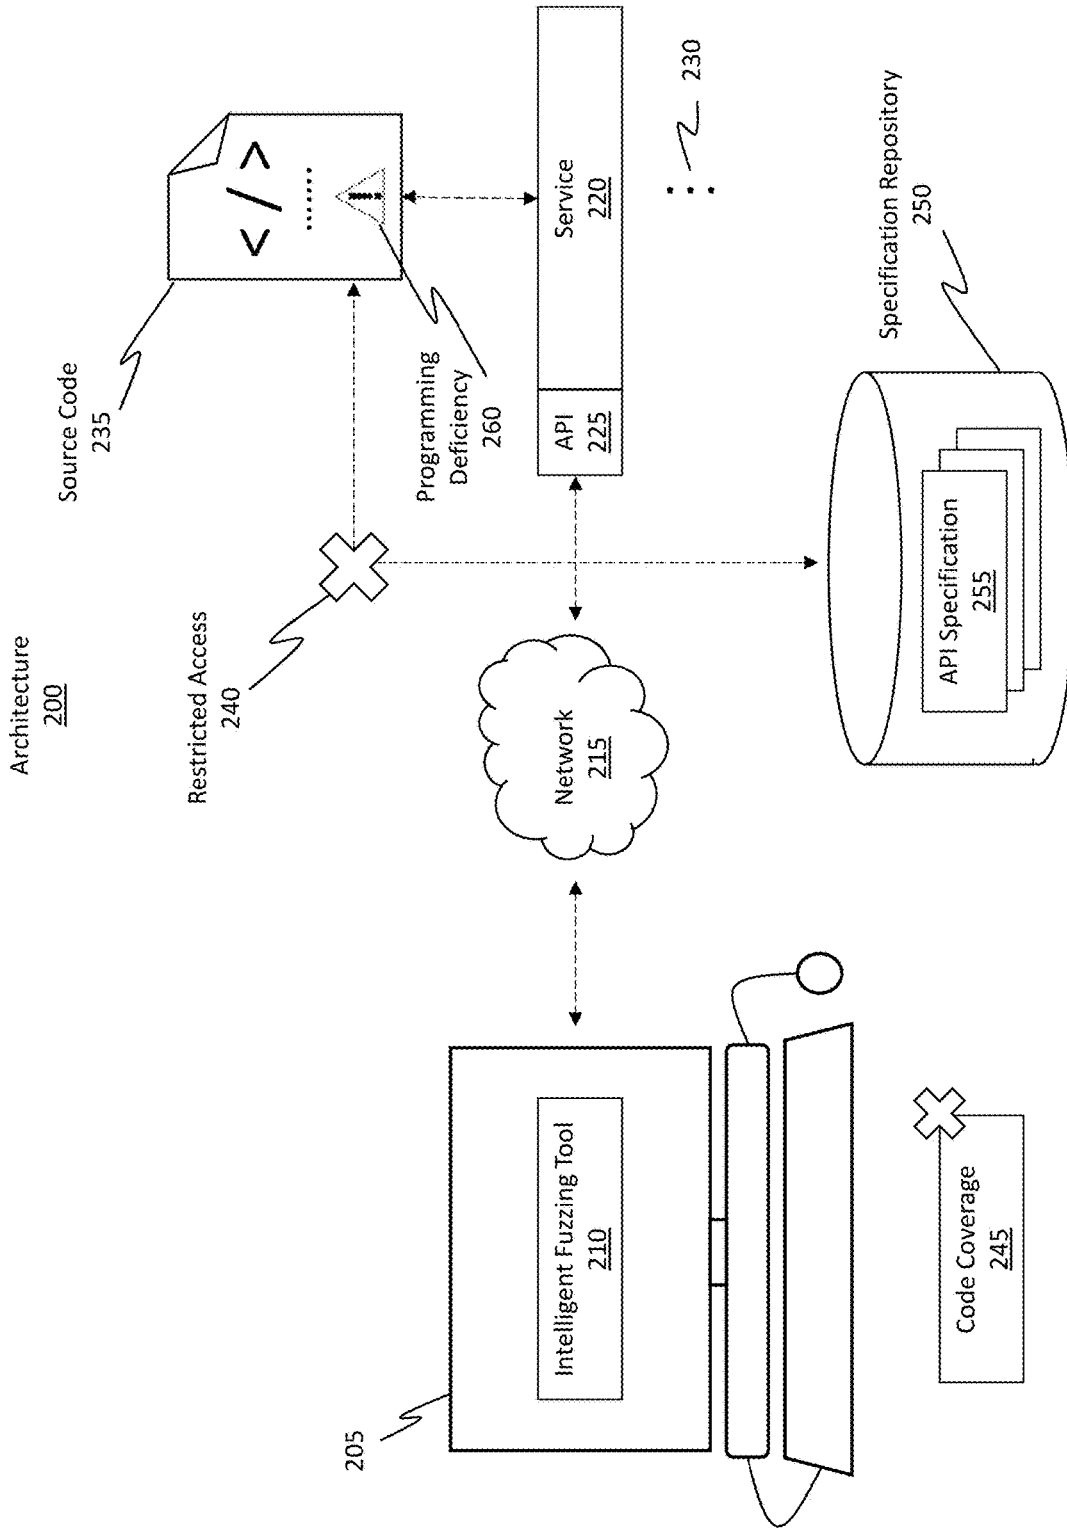 Architecture
200
Source Code
235
Restricted Access
240
< / >
Programming
Deficiency
260
205
Intelligent Fuzzing Tool
210
Network
215
API
225
Service
220
230
Code Coverage
245
Specification Repository
250
API Specification
255